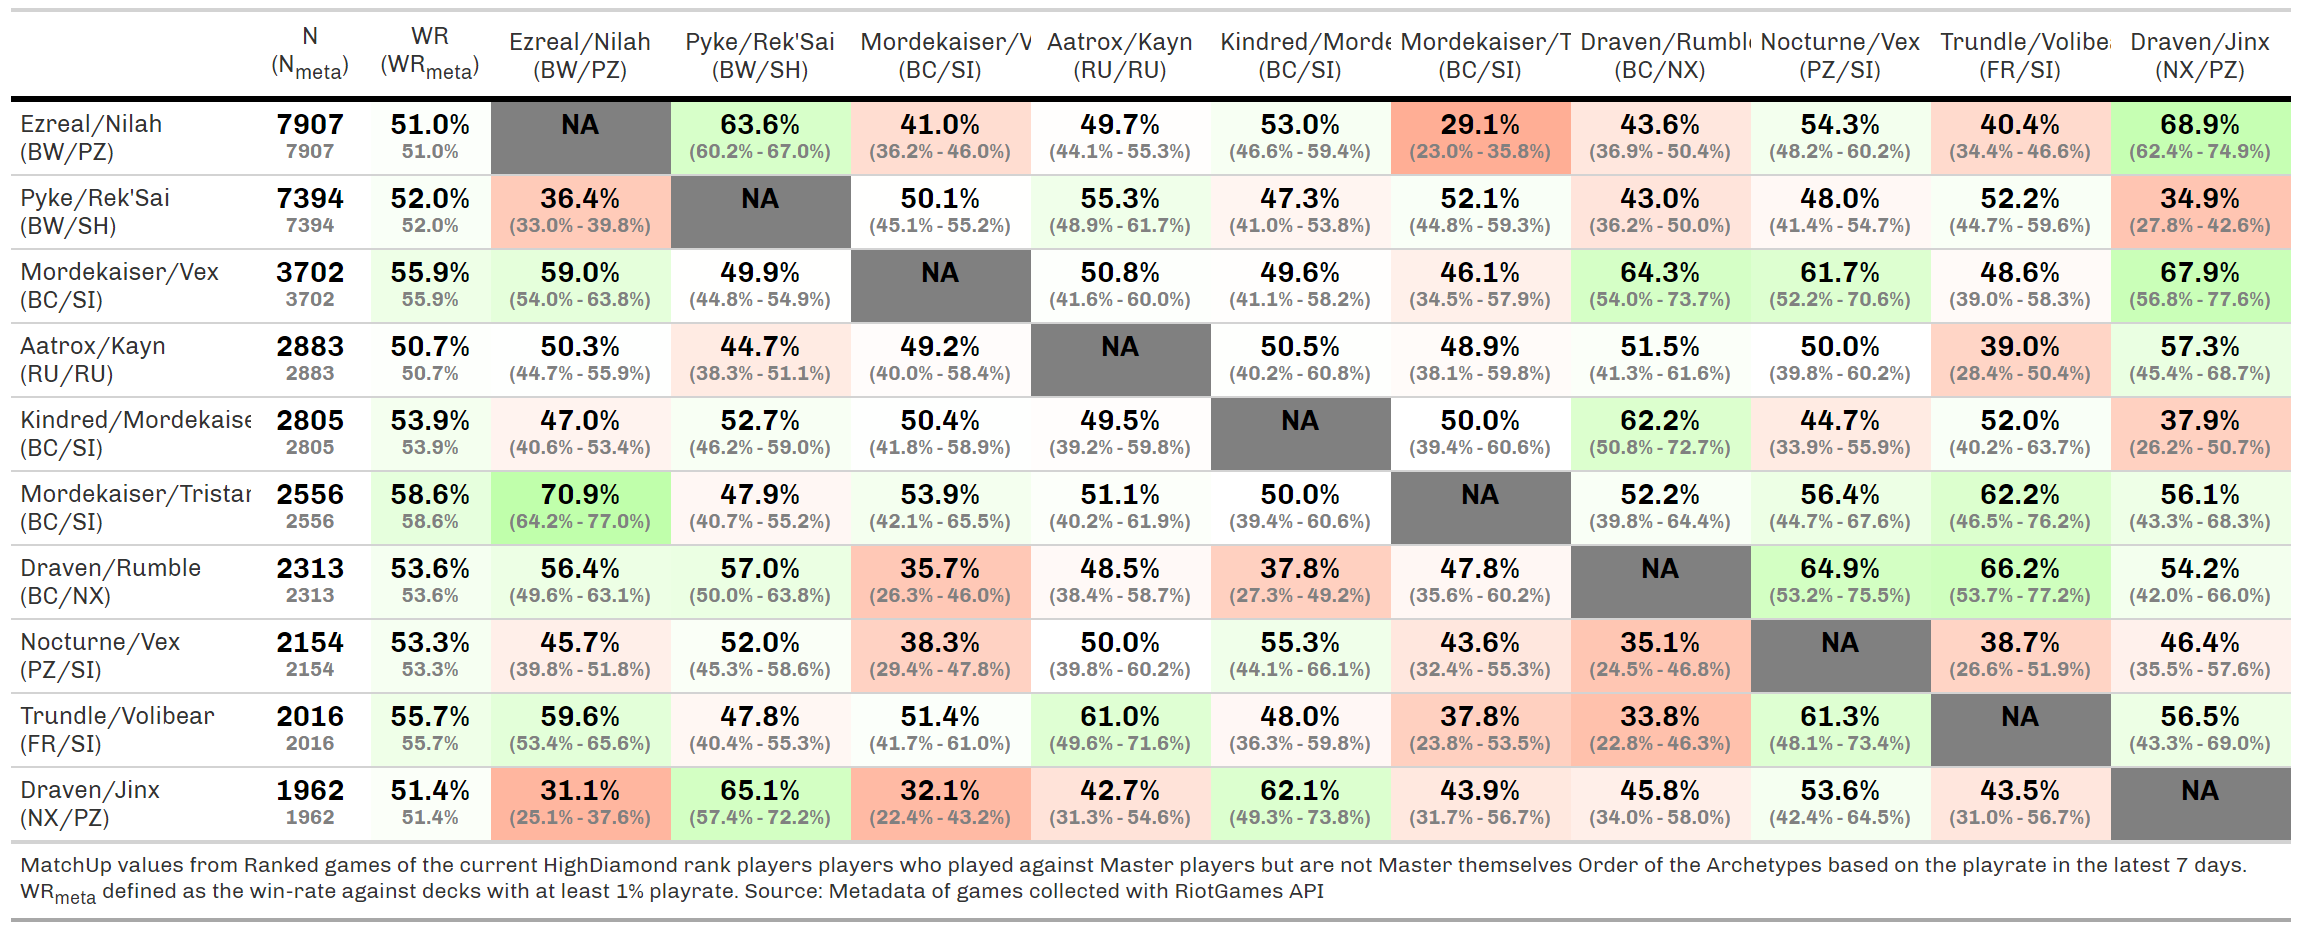 N WR Ezreal/Nilah Pyke/Rek'Sai Mordekaiser/V Aatrox/Kayn Kindred/Morde Mordekaiser/T Draven/Rumbl Nocturne/Vex Trundle/Volibea Draven/Jinx
(Nmeta) (WRmeta) (BW/PZ) (BW/SH) (BC/SI) (RU/RU) (BC/SI) (BC/SI) (BC/NX) (PZ/SI) (FR/SI) (NX/PZ)
Ezreal/Nilah 7907 51.0% NA 63.6% 41.0% 49.7% 53.0% 29.1% 43.6% 54.3% 40.4% 68.9%
(BW/PZ) 7907 51.0% (60.2% - 67.0%) (36.2% - 46.0%) (44.1% - 55.3%) (46.6% - 59.4%) (23.0% - 35.8%) (36.9% - 50.4%) (48.2% - 60.2%) (34.4% - 46.6%) (62.4% - 74.9%)
Pyke/Rek'Sai 7394 52.0% 36.4% NA 50.1% 55.3% 47.3% 52.1% 43.0% 48.0% 52.2% 34.9%
(BW/SH) 7394 52.0% (33.0% - 39.8%) (45.1% - 55.2%) (48.9% - 61.7%) (41.0% - 53.8%) (44.8% - 59.3%) (36.2% - 50.0%) (41.4% - 54.7%) (44.7% - 59.6%) (27.8% - 42.6%)
Mordekaiser/Vex 3702 55.9% 59.0% 49.9% NA 50.8% 49.6% 46.1% 64.3% 61.7% 48.6% 67.9%
(BC/SI) 3702 55.9% (54.0% - 63.8%) (44.8% - 54.9%) (41.6% - 60.0%) (41.1% - 58.2%) (34.5% - 57.9%) (54.0% - 73.7%) (52.2% - 70.6%) (39.0% - 58.3%) (56.8% - 77.6%)
Aatrox/Kayn 2883 50.7% 50.3% 44.7% 49.2% NA 50.5% 48.9% 51.5% 50.0% 39.0% 57.3%
(RU/RU) 2883 50.7% (44.7% - 55.9%) (38.3% - 51.1%) (40.0% - 58.4%) (40.2% - 60.8%) (38.1% - 59.8%) (41.3% - 61.6%) (39.8% - 60.2%) (28.4% - 50.4%) (45.4% - 68.7%)
Kindred/Mordekaise 2805 53.9% 47.0% 52.7% 50.4% 49.5% NA 50.0% 62.2% 44.7% 52.0% 37.9%
(BC/SI) 2805 53.9% (40.6% - 53.4%) (46.2% - 59.0%) (41.8% - 58.9%) (39.2% - 59.8%) (39.4% - 60.6%) (50.8% - 72.7%) (33.9% - 55.9%) (40.2% - 63.7%) (26.2% - 50.7%)
Mordekaiser/Tristar 2556 58.6% 70.9% 47.9% 53.9% 51.1% 50.0% NA 52.2% 56.4% 62.2% 56.1%
(BC/SI) 2556 58.6% (64.2% - 77.0%) (40.7% - 55.2%) (42.1% - 65.5%) (40.2% - 61.9%) (39.4% - 60.6%) (39.8% - 64.4%) (44.7% - 67.6%) (46.5% - 76.2%) (43.3% - 68.3%)
Draven/Rumble 2313 53.6% 56.4% 57.0% 35.7% 48.5% 37.8% 47.8% NA 64.9% 66.2% 54.2%
(BC/NX) 2313 53.6% (49.6% - 63.1%) (50.0% - 63.8%) (26.3% - 46.0%) (38.4% - 58.7%) (27.3% - 49.2%) (35.6% - 60.2%) (53.2% - 75.5%) (53.7% - 77.2%) (42.0% - 66.0%)
Nocturne/Vex 2154 53.3% 45.7% 52.0% 38.3% 50.0% 55.3% 43.6% 35.1% NA 38.7% 46.4%
(PZ/SI) 2154 53.3% (39.8% - 51.8%) (45.3% - 58.6%) (29.4% - 47.8%) (39.8% - 60.2%) (44.1% - 66.1%) (32.4% - 55.3%) (24.5% - 46.8%) (26.6% - 51.9%) (35.5% - 57.6%)
Trundle/Volibear 2016 55.7% 59.6% 47.8% 51.4% 61.0% 48.0% 37.8% 33.8% 61.3% NA 56.5%
(FR/SI) 2016 55.7% (53.4% - 65.6%) (40.4% - 55.3%) (41.7% - 61.0%) (49.6% - 71.6%) (36.3% - 59.8%) (23.8% - 53.5%) (22.8% - 46.3%) (48.1% - 73.4%) (43.3% - 69.0%)
Draven/Jinx 1962 51.4% 31.1% 65.1% 32.1% 42.7% 62.1% 43.9% 45.8% 53.6% 43.5% NA
(NX/PZ) 1962 51.4% (25.1% - 37.6%) (57.4% - 72.2%) (22.4% - 43.2%) (31.3% - 54.6%) (49.3% - 73.8%) (31.7% - 56.7%) (34.0% - 58.0%) (42.4% - 64.5%) (31.0% - 56.7%)
MatchUp values from Ranked games of the current HighDiamond rank players players who played against Master players but are not Master themselves Order of the Archetypes based on the playrate in the latest 7 days.
WRmeta defined as the win-rate against decks with at least 1% playrate. Source: Metadata of games collected with RiotGames API